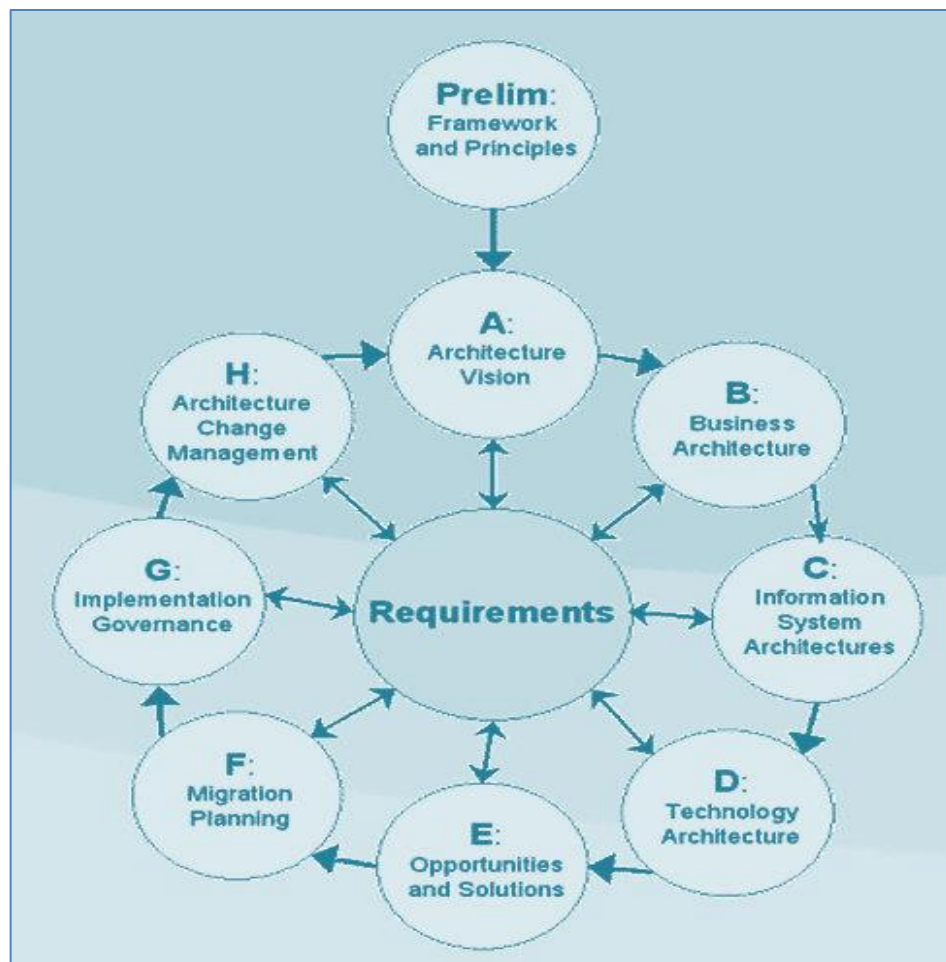 Prelim:
Framework
and Principles
A:
Architecture
Vision
H:
Architecture
Change
Management
B:
Business
Architecture
G:
Implementation
Governance
Requirements
C:
Information
System
Architectures
F:
Migration
Planning
D:
Technology
Architecture
E:
Opportunities
and Solutions